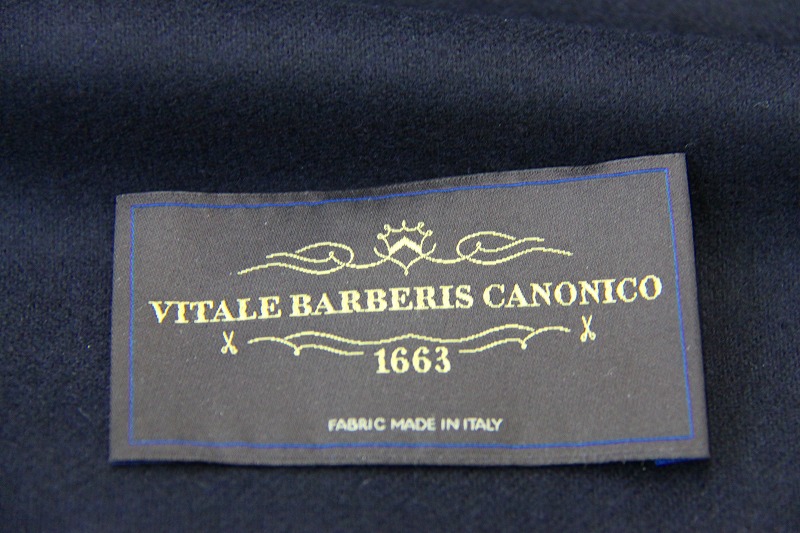 VITALE BARBERIS CANONICO
1663
FABRIC MADE IN ITALY